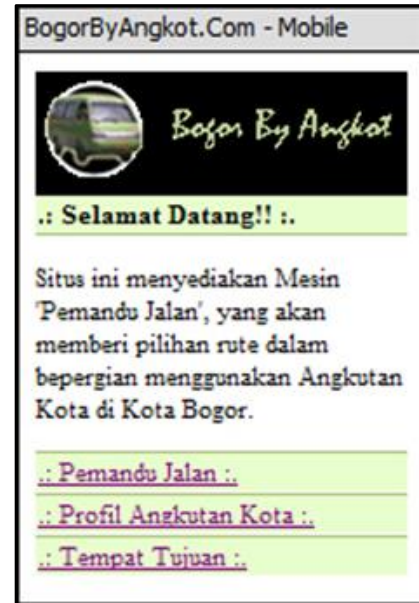 BogorByAngkot.Com - Mobile
Bogor By Angkot
.: Selamat Datang!! :.
Situs ini menyediakan Mesin
'Pemandu Jalan', yang akan
memberi pilihan rute dalam
bepergian menggunakan Angkutan
Kota di Kota Bogor.
.: Pemandu Jalan :.
.: Profil Angkutan Kota :.
.: Tempat Tujuan :.